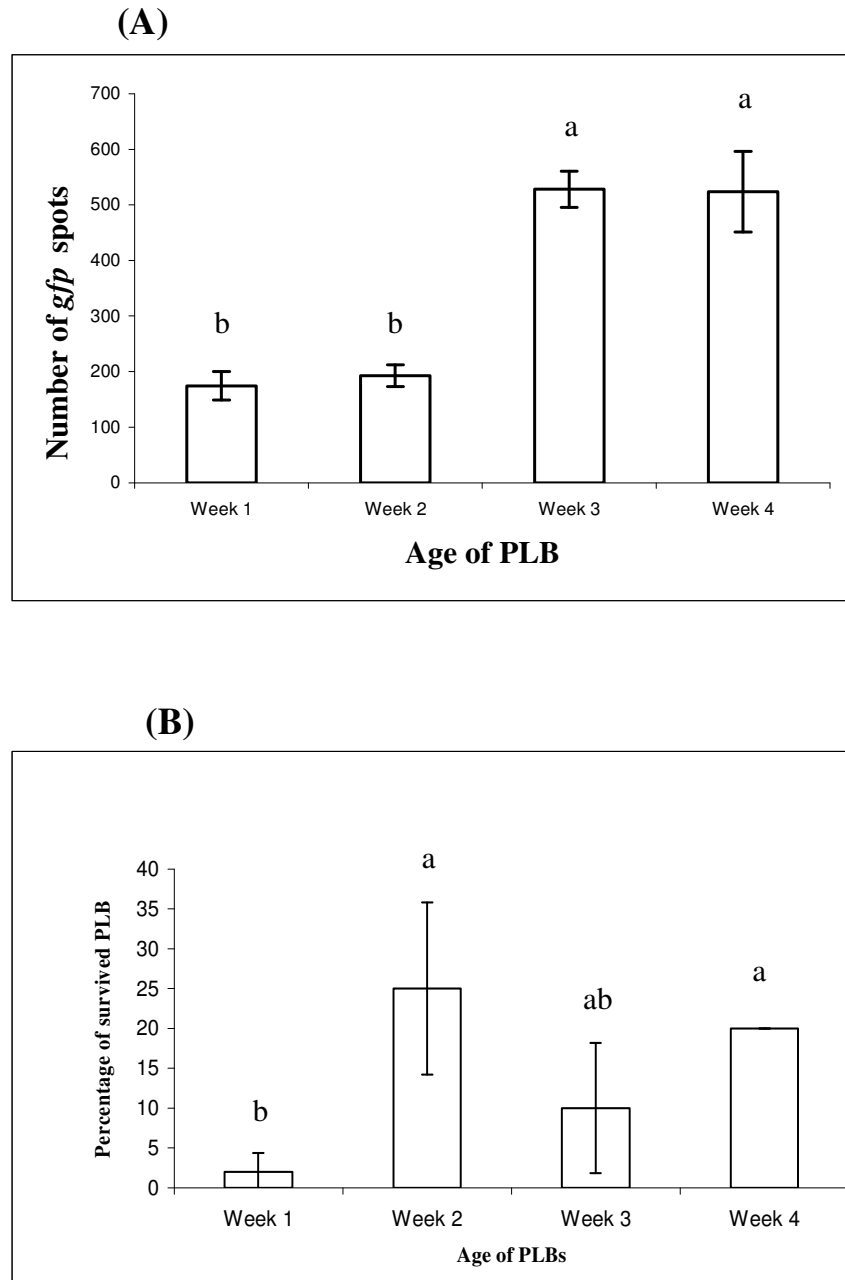 (A)
Number of gfp spots
700
600
500
400
300
200
100
0
b
b
a
a
Week 1 Week 2 Week 3 Week 4
Age of PLB
(B)
Percentage of survived PLB
40
35
30
25
20
15
10
5
0
b
a
ab
a
Week 1 Week 2 Week 3 Week 4
Age of PLBs